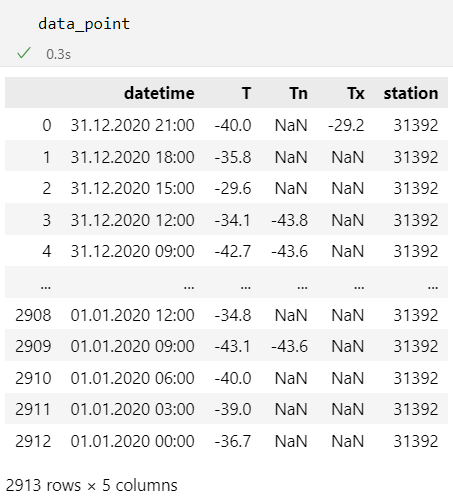 data_point
0.3s
datetime T Tn Tx station
0 31.12.2020 21:00 -40.0 NaN -29.2 31392
1 31.12.2020 18:00 -35.8 NaN NaN 31392
2 31.12.2020 15:00 -29.6 NaN NaN 31392
3 31.12.2020 12:00 -34.1 -43.8 NaN 31392
4 31.12.2020 09:00 -42.7 -43.6 NaN 31392
... ... ... ... ... ...
2908 01.01.2020 12:00 -34.8 NaN NaN 31392
2909 01.01.2020 09:00 -43.1 -43.6 NaN 31392
2910 01.01.2020 06:00 -40.0 NaN NaN 31392
2911 01.01.2020 03:00 -39.0 NaN NaN 31392
2912 01.01.2020 00:00 -36.7 NaN NaN 31392
2913 rows × 5 columns